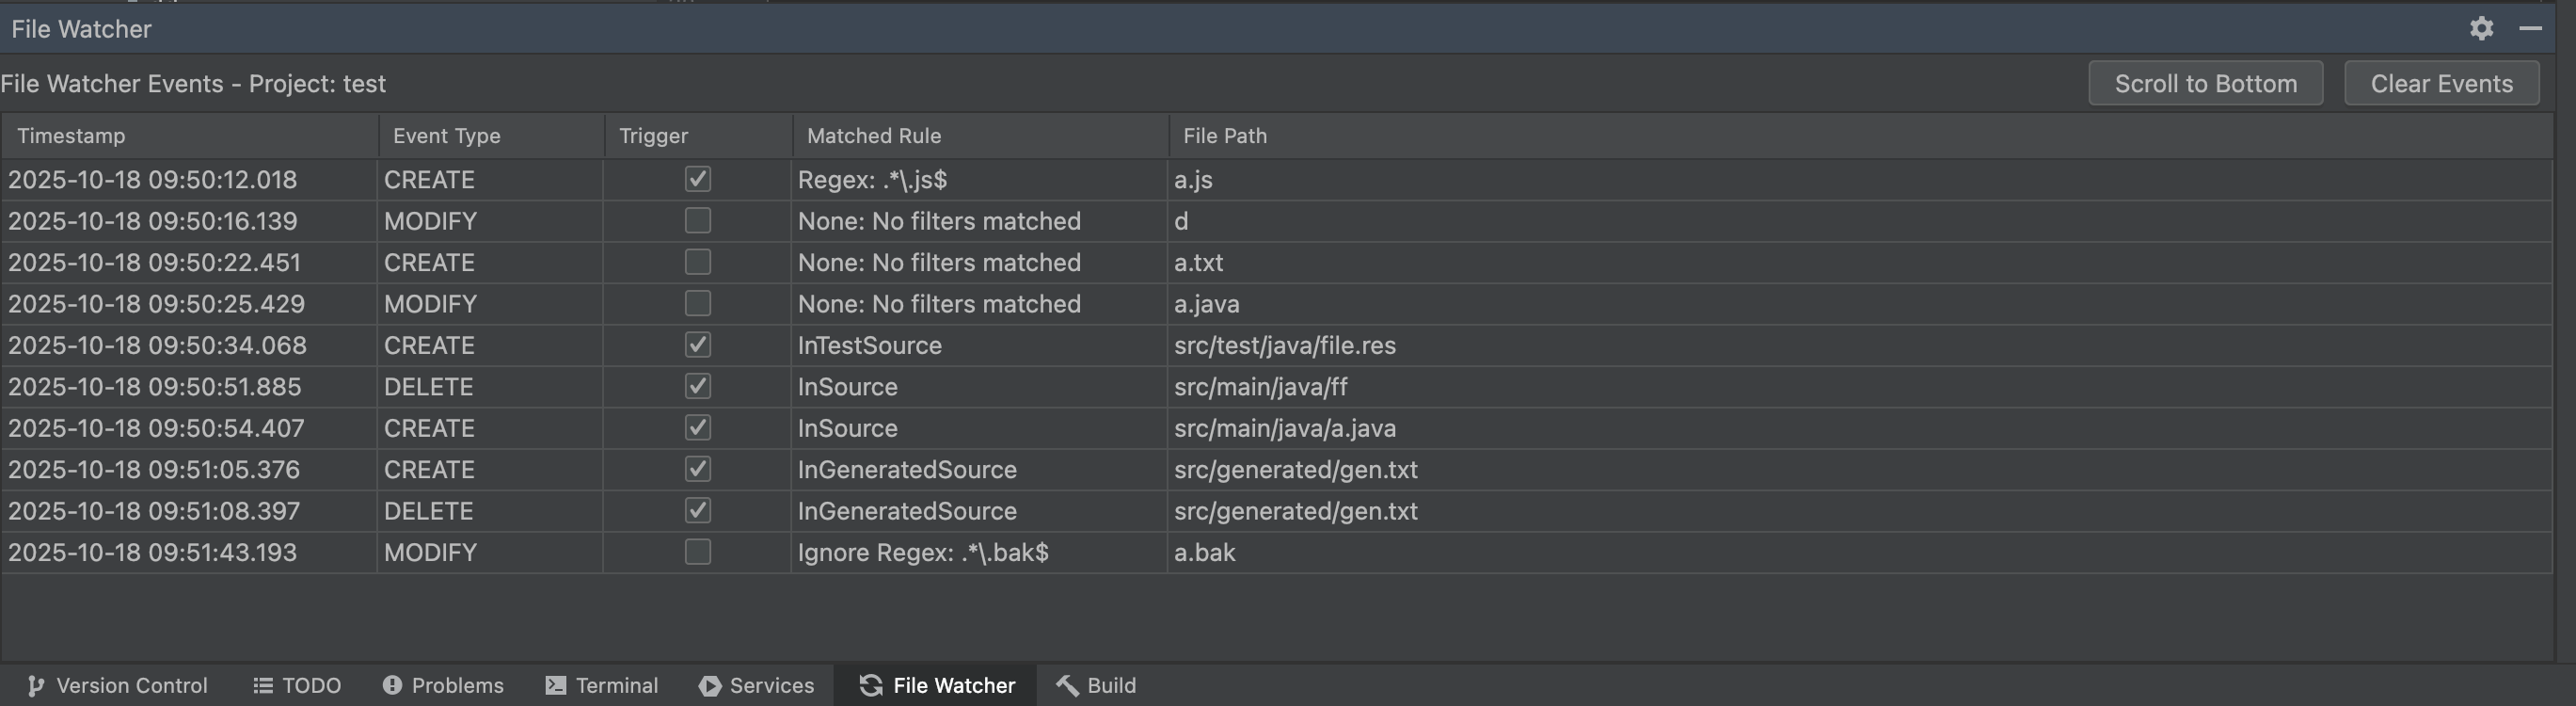 File Watcher
File Watcher Events - Project: test Scroll to Bottom Clear Events
Timestamp Event Type Trigger Matched Rule File Path
2025-10-18 09:50:12.018 CREATE Regex: .*\.js$ a.js
2025-10-18 09:50:16.139 MODIFY None: No filters matched d
2025-10-18 09:50:22.451 CREATE None: No filters matched a.txt
2025-10-18 09:50:25.429 MODIFY None: No filters matched a.java
2025-10-18 09:50:34.068 CREATE InTestSource src/test/java/file.res
2025-10-18 09:50:51.885 DELETE InSource src/main/java/ff
2025-10-18 09:50:54.407 CREATE InSource src/main/java/a.java
2025-10-18 09:51:05.376 CREATE InGeneratedSource src/generated/gen.txt
2025-10-18 09:51:08.397 DELETE InGeneratedSource src/generated/gen.txt
2025-10-18 09:51:43.193 MODIFY Ignore Regex: .*\.bak$ a.bak
Version Control TODO Problems Terminal Services File Watcher Build